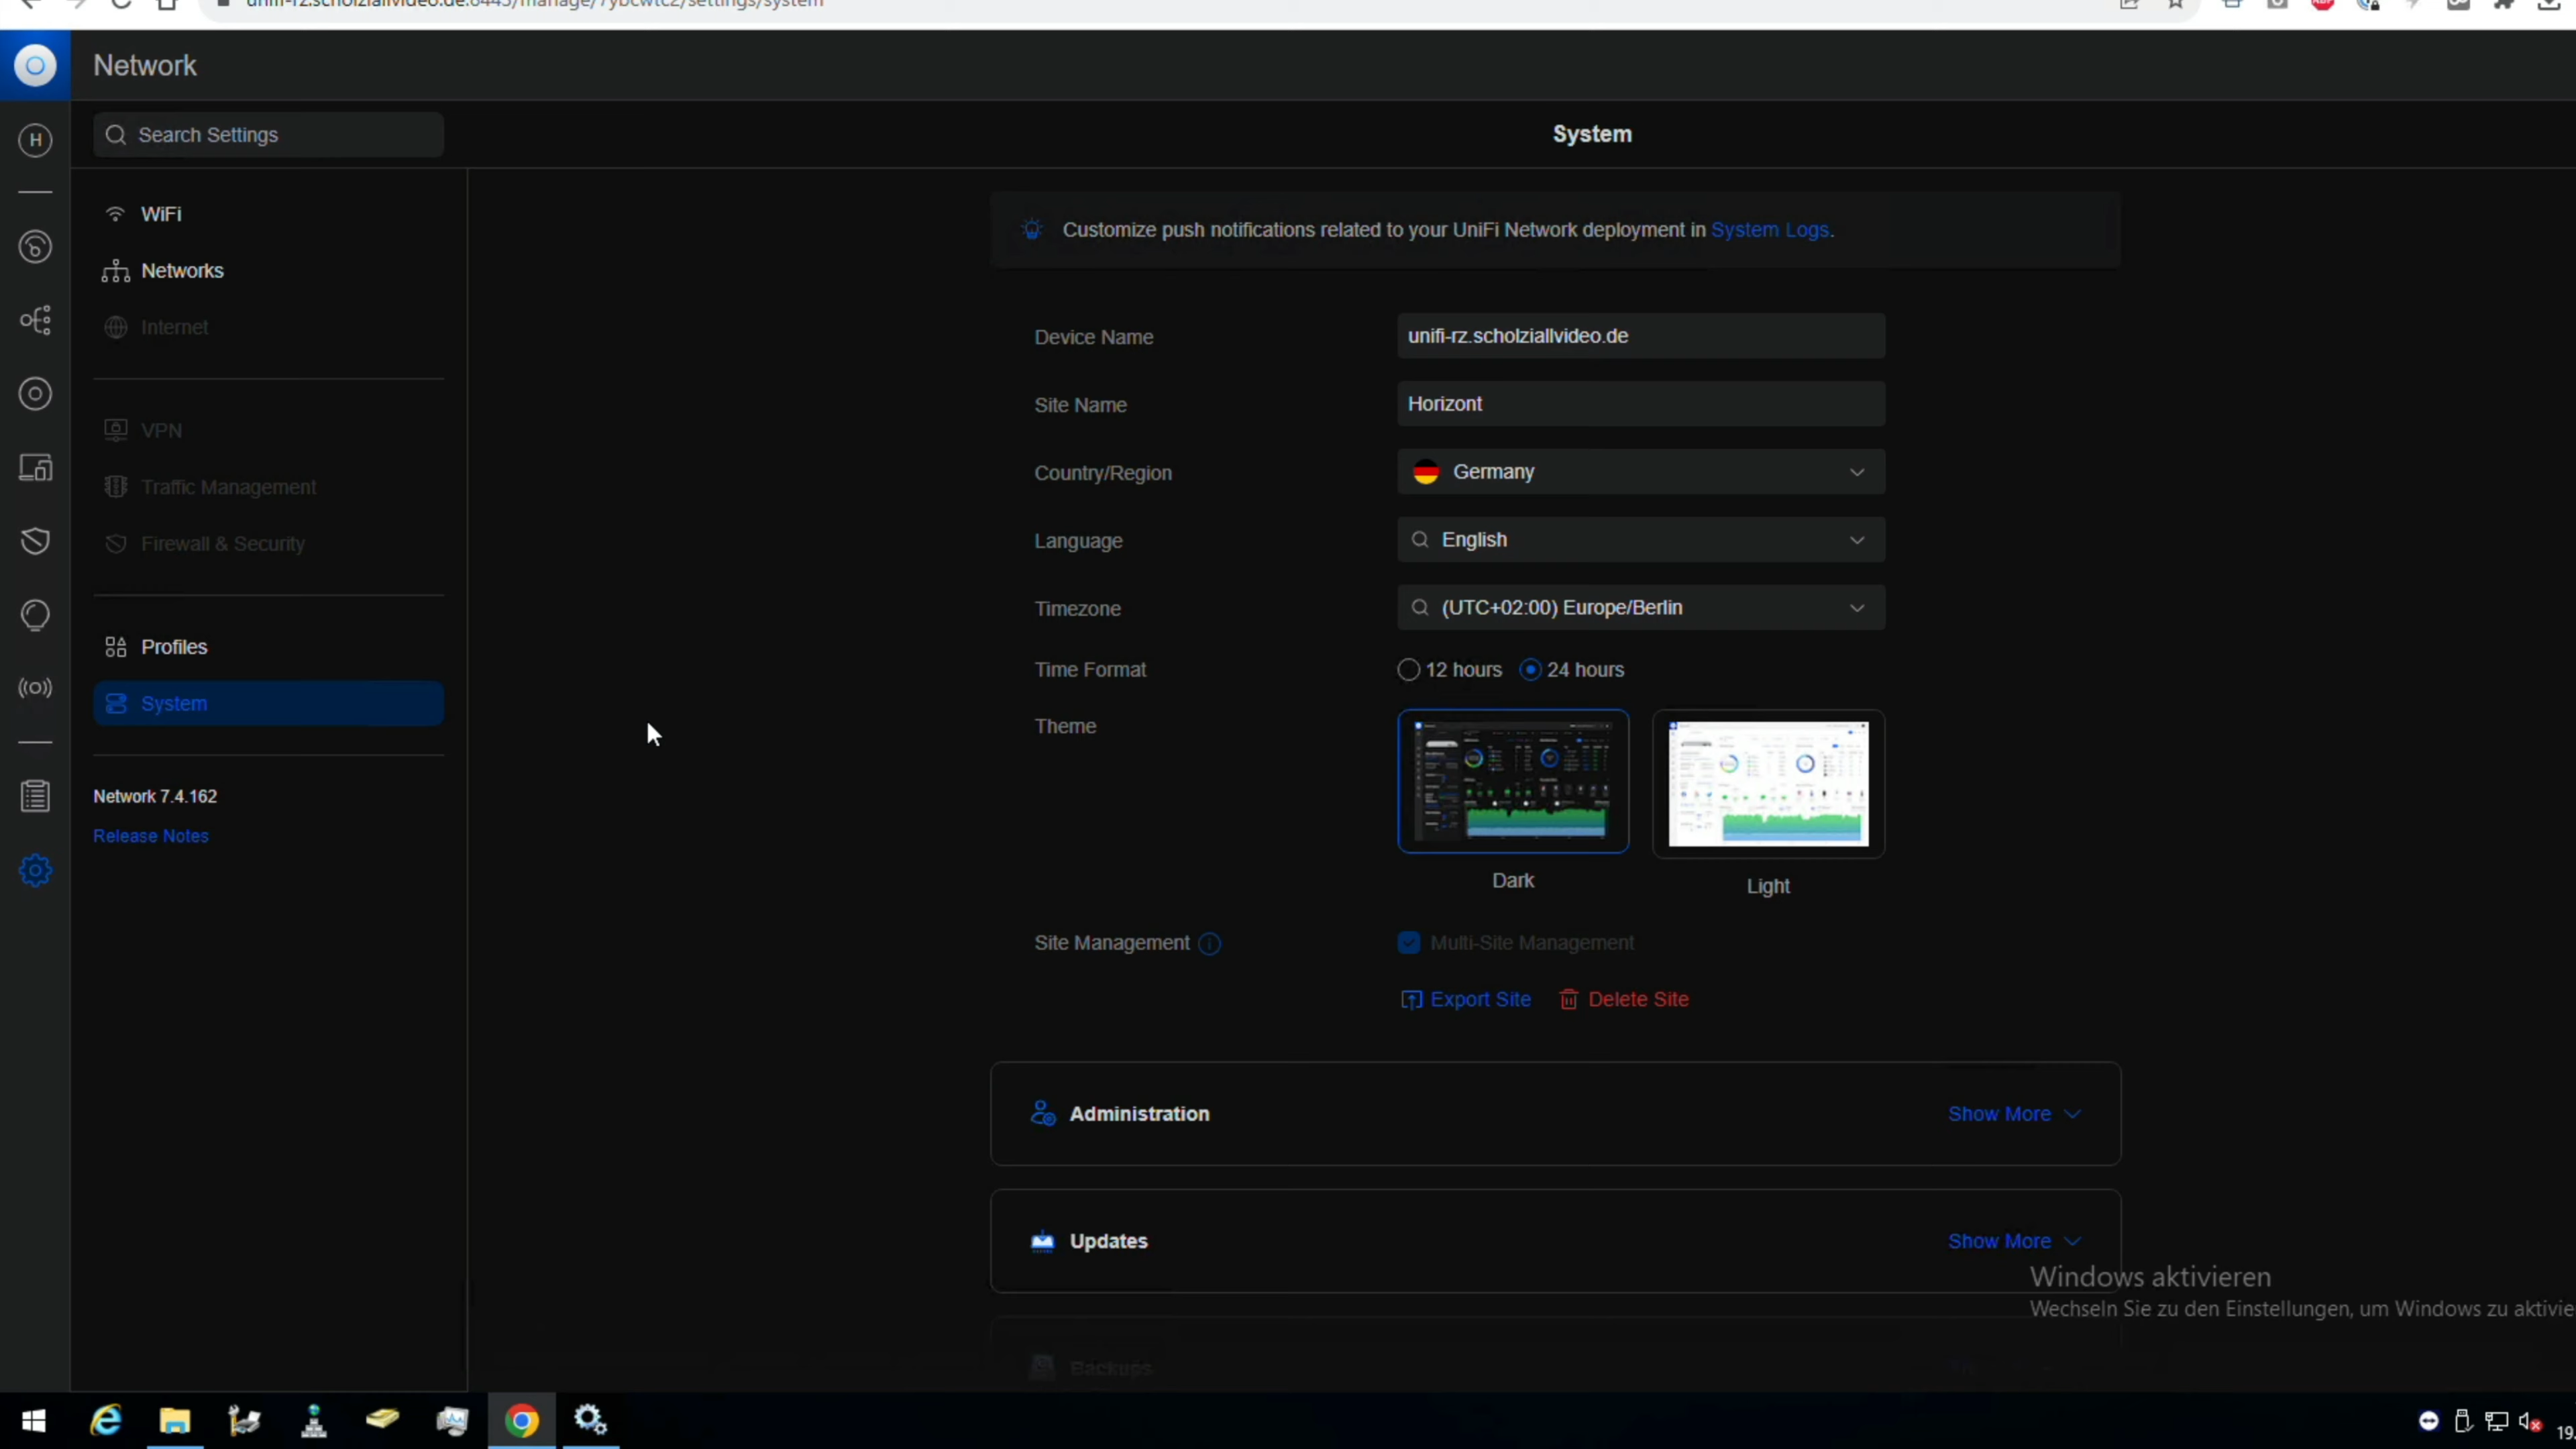 Network
H
Search Settings
System
WiFi
Networks
Internet
VPN
Traffic Management
Firewall & Security
Profiles
System
Network 7.4.162
Release Notes
Customize push notifications related to your UniFi Network deployment in System Logs.
Device Name
unifi-rz.scholziallvideo.de
Site Name
Horizont
Country/Region
Germany
Language
English
Timezone
(UTC+02:00) Europe/Berlin
Time Format
12 hours
24 hours
Theme
Dark
Light
Site Management
Multi-Site Management
Export Site
Delete Site
Administration
Show More
Updates
Show More
Windows aktivieren
Wechseln Sie zu den Einstellungen, um Windows zu aktivie
Backups
19